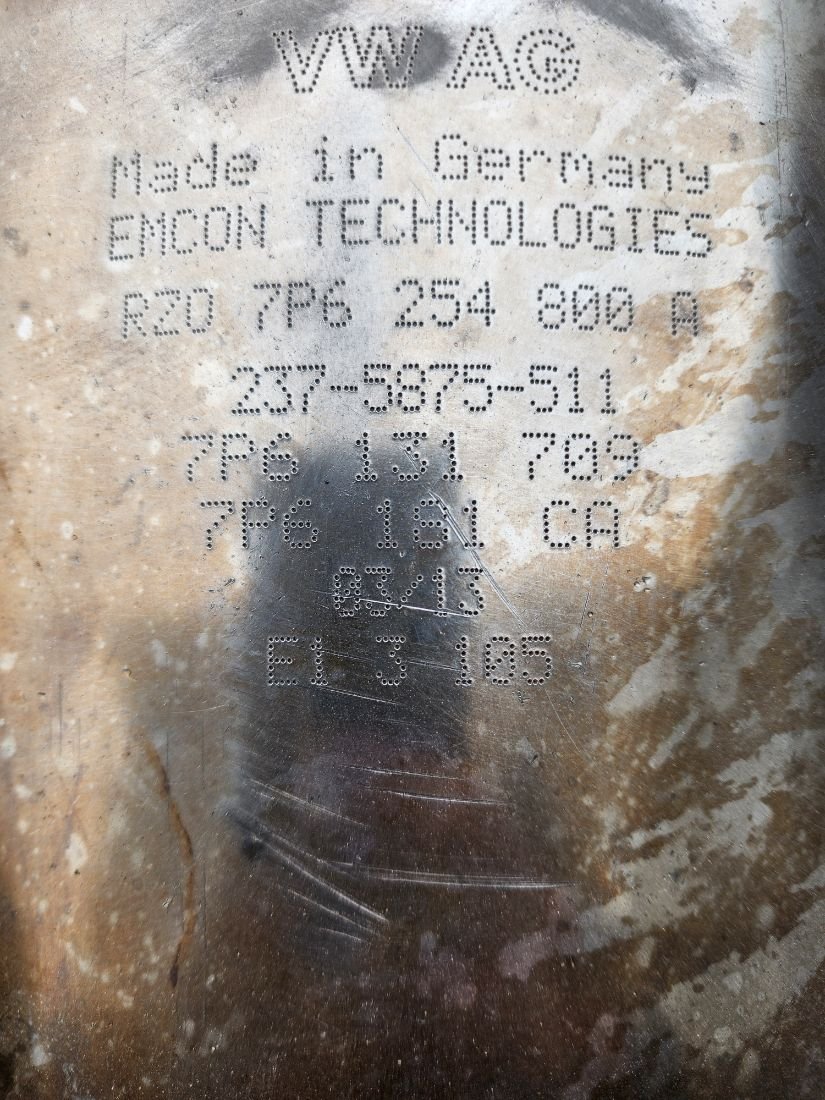 VW AG
Made in Germany
EMCON TECHNOLOGIES
RZO 7P6 254 800 A
237-5875-511
7P6 131 709
7P6 181 CA
03/13
E1 3 105